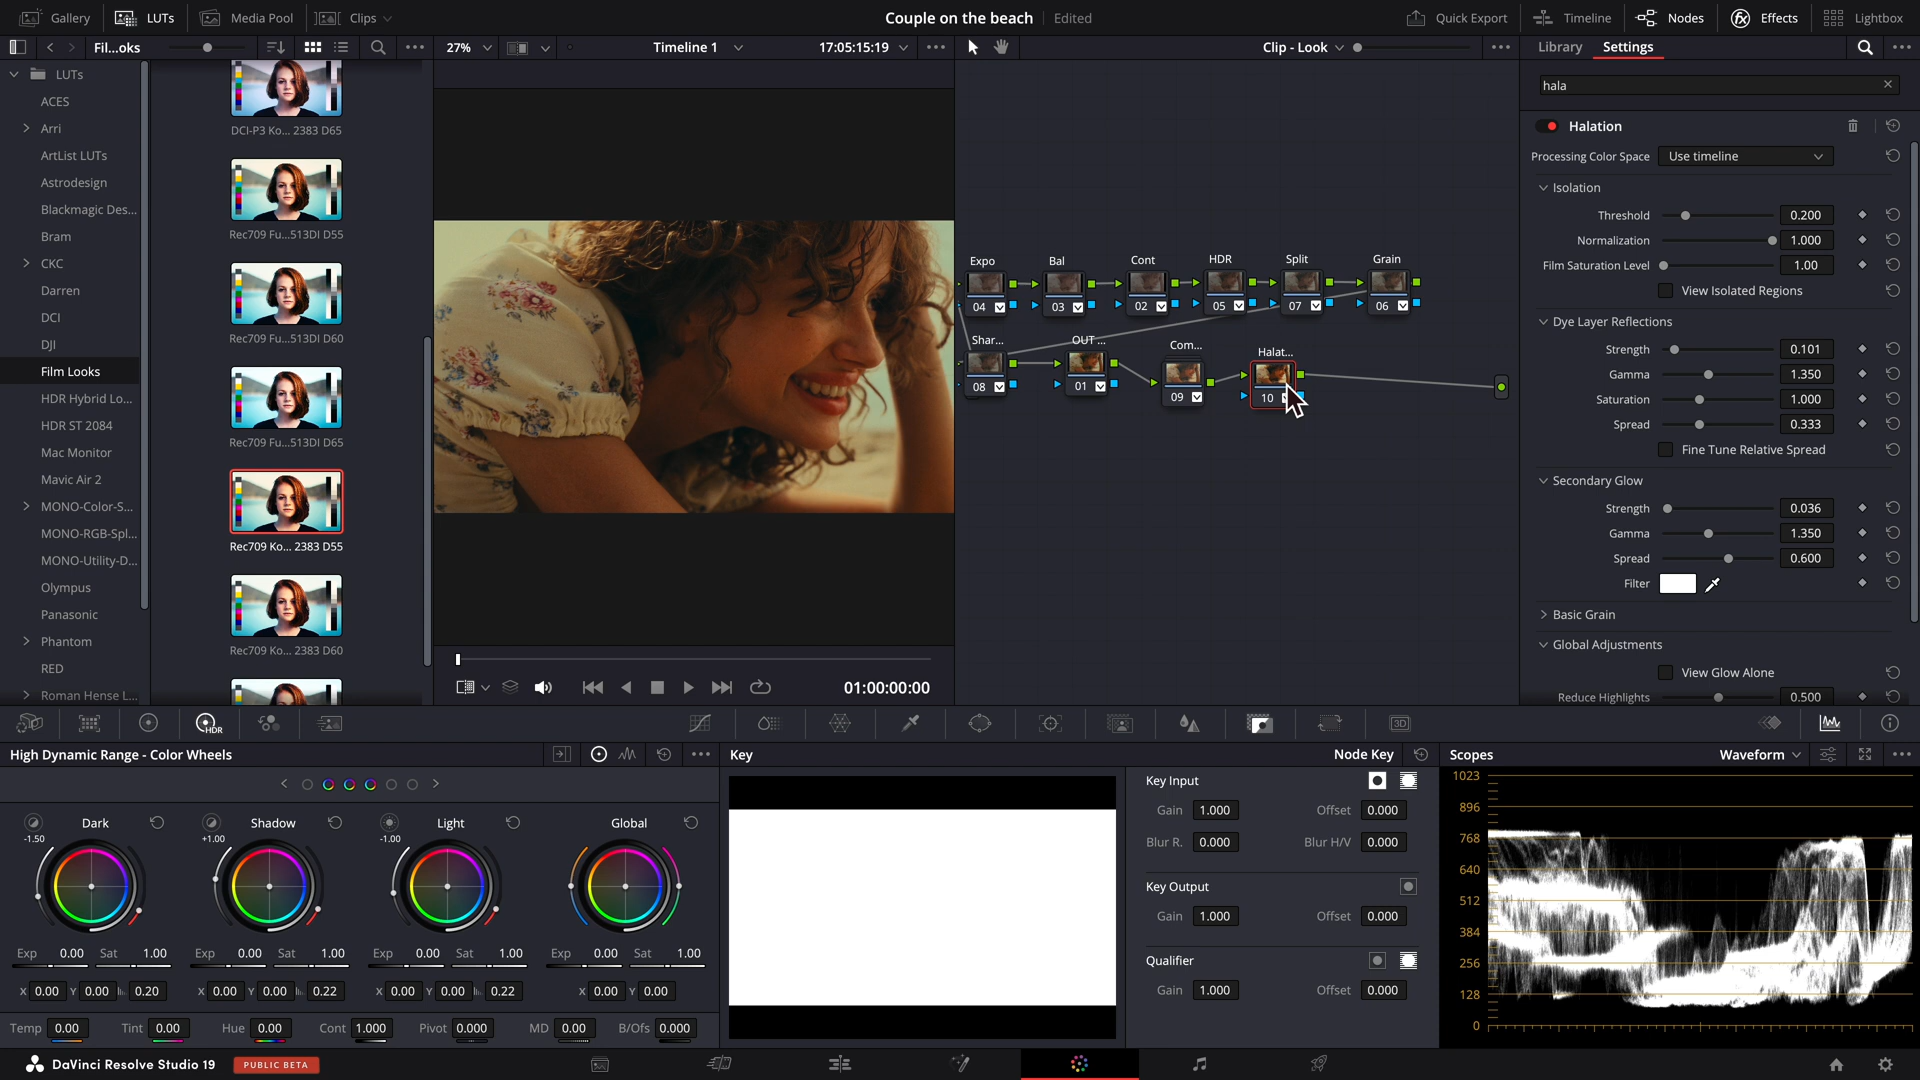 Gallery LUTs Media Pool Clips Couple on the beach Edited Quick Export Timeline Nodes Effects Lightbox
Fil...oks 27% Timeline 1 17:05:15:19 Clip - Look Library Settings
hala
LUTs
ACES
Arri
ArtList LUTs
Astrodesign
Blackmagic Des...
Bram
CKC
Darren
DCI
DJI
Film Looks
HDR Hybrid Lo...
HDR ST 2084
Mac Monitor
Mavic Air 2
MONO-Color-S...
MONO-RGB-Spl...
MONO-Utility-D...
Olympus
Panasonic
Phantom
RED
Roman Hense L...
DCI-P3 Ko... 2383 D65
Rec709 Fu...513DI D55
Rec709 Fu...513DI D60
Rec709 Fu...513DI D65
Rec709 Ko... 2383 D55
Rec709 Ko... 2383 D60
01:00:00:00
Expo Bal Cont HDR Split Grain
04 03 02 05 07 06
Shar... OUT ... Com... Halat...
08 01 09 10
Halation
Processing Color Space Use timeline
Isolation
Threshold 0.200
Normalization 1.000
Film Saturation Level 1.00
View Isolated Regions
Dye Layer Reflections
Strength 0.101
Gamma 1.350
Saturation 1.000
Spread 0.333
Fine Tune Relative Spread
Secondary Glow
Strength 0.036
Gamma 1.350
Spread 0.600
Filter
Basic Grain
Global Adjustments
View Glow Alone
Reduce Highlights 0.500
HDR
3D
High Dynamic Range - Color Wheels
Dark Shadow Light Global
-1.50 +1.00 -1.00
Exp 0.00 Sat 1.00 Exp 0.00 Sat 1.00 Exp 0.00 Sat 1.00 Exp 0.00 Sat 1.00
X 0.00 Y 0.00 0.20 X 0.00 Y 0.00 0.22 X 0.00 Y 0.00 0.22 X 0.00 Y 0.00
Temp 0.00 Tint 0.00 Hue 0.00 Cont 1.000 Pivot 0.000 MD 0.00 B/Ofs 0.000
Key Node Key
Key Input
Gain 1.000 Offset 0.000
Blur R. 0.000 Blur H/V 0.000
Key Output
Gain 1.000 Offset 0.000
Qualifier
Gain 1.000 Offset 0.000
Scopes Waveform
1023
896
768
640
512
384
256
128
0
DaVinci Resolve Studio 19 PUBLIC BETA